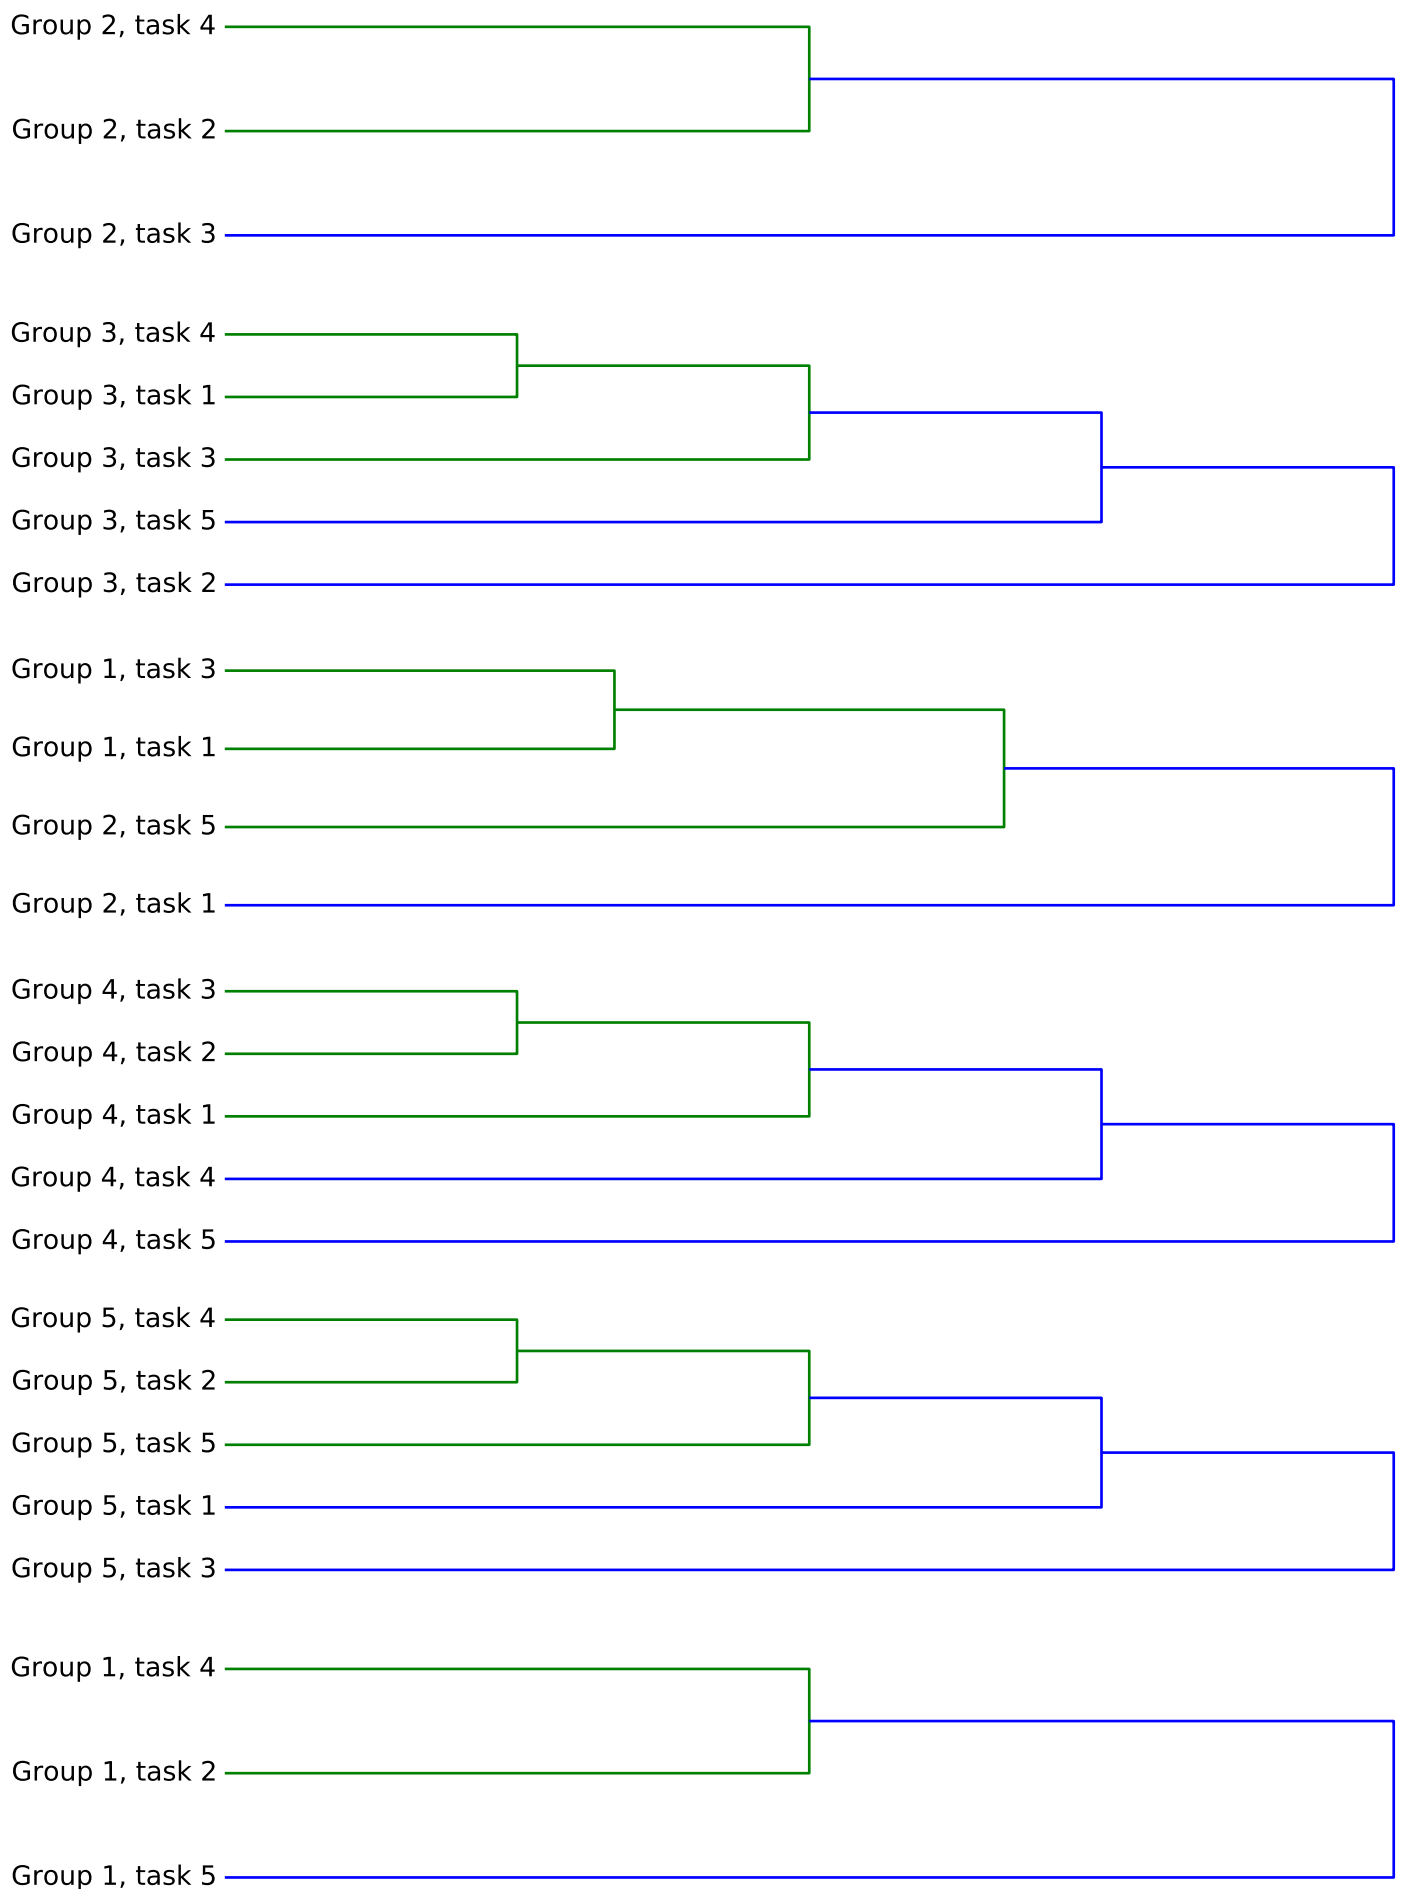 Group 2, task 4
Group 2, task 2
Group 2, task 3
Group 3, task 4
Group 3, task 1
Group 3, task 3
Group 3, task 5
Group 3, task 2
Group 1, task 3
Group 1, task 1
Group 2, task 5
Group 2, task 1
Group 4, task 3
Group 4, task 2
Group 4, task 1
Group 4, task 4
Group 4, task 5
Group 5, task 4
Group 5, task 2
Group 5, task 5
Group 5, task 1
Group 5, task 3
Group 1, task 4
Group 1, task 2
Group 1, task 5